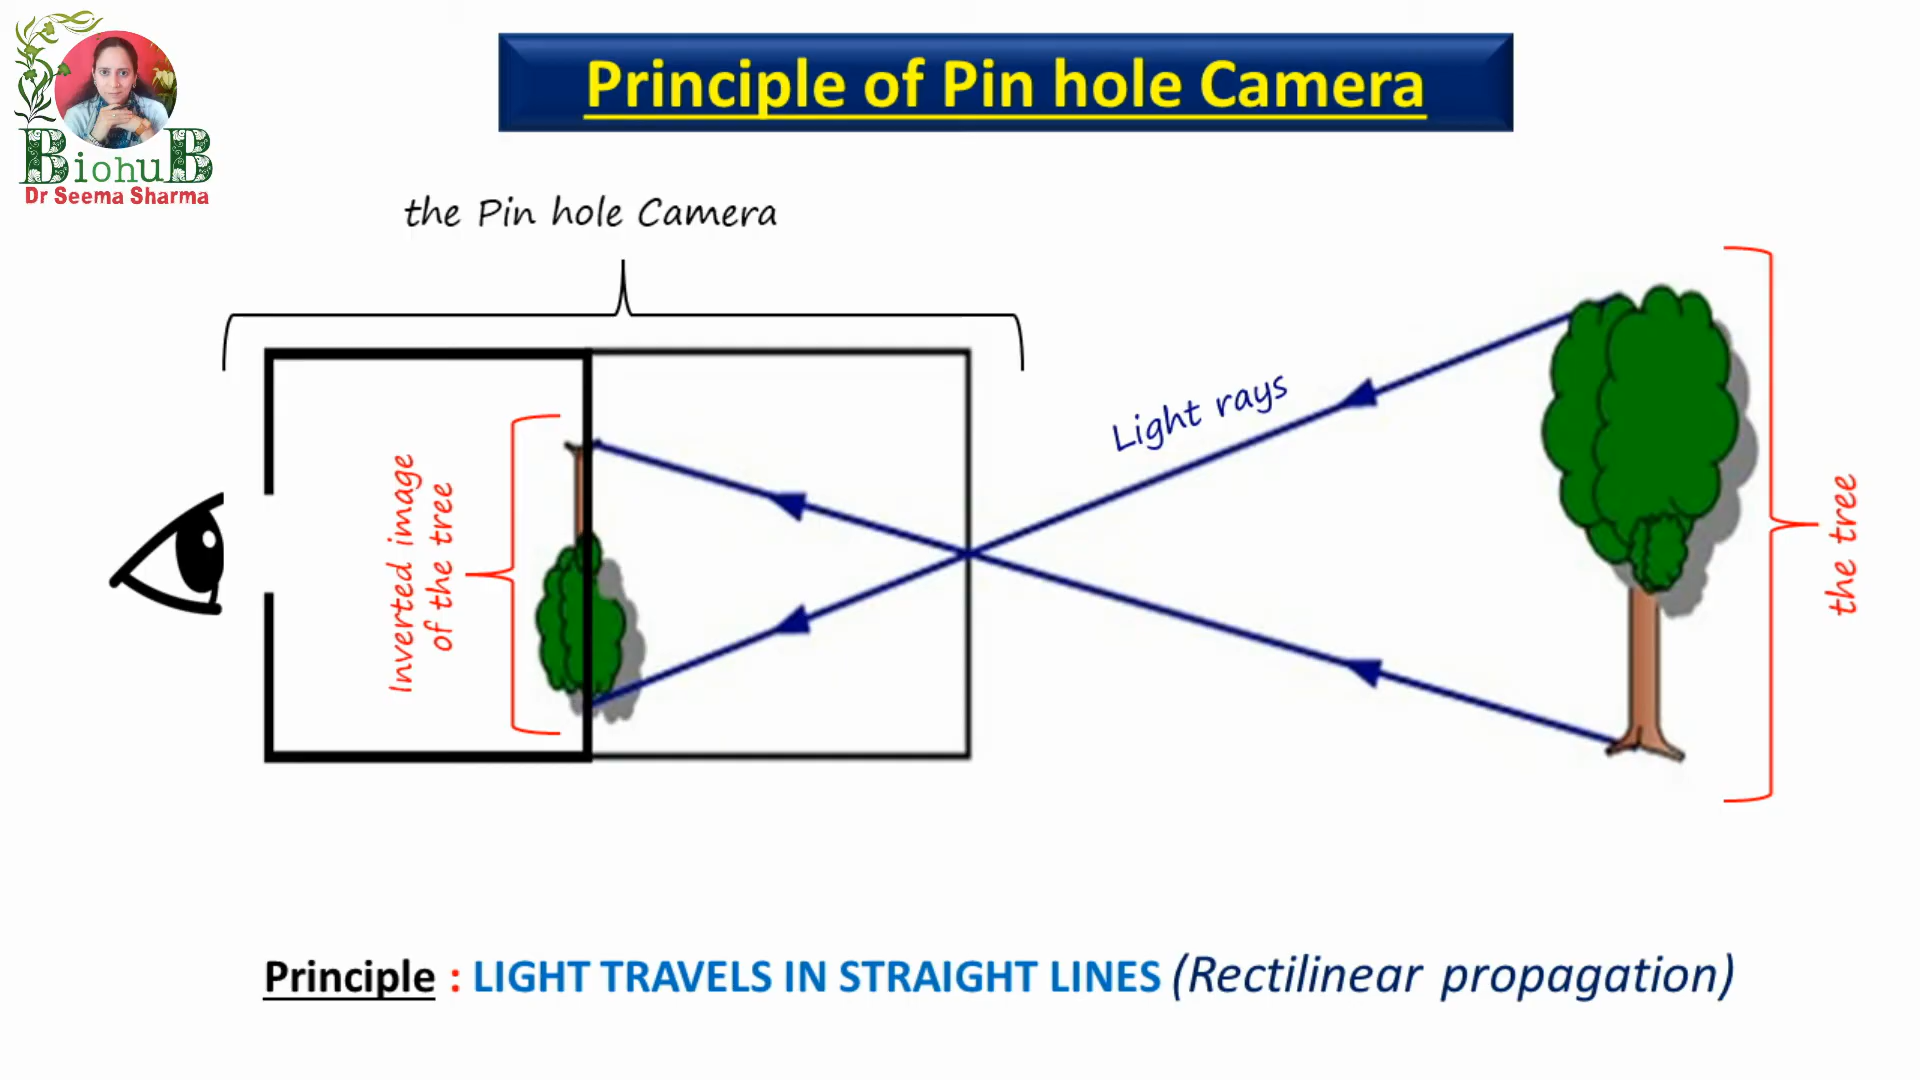 Principle of Pin hole Camera
BiohuB
Dr Seema Sharma
the Pin hole Camera
Light rays
Inverted image
of the tree
the tree
Principle : LIGHT TRAVELS IN STRAIGHT LINES (Rectilinear propagation)